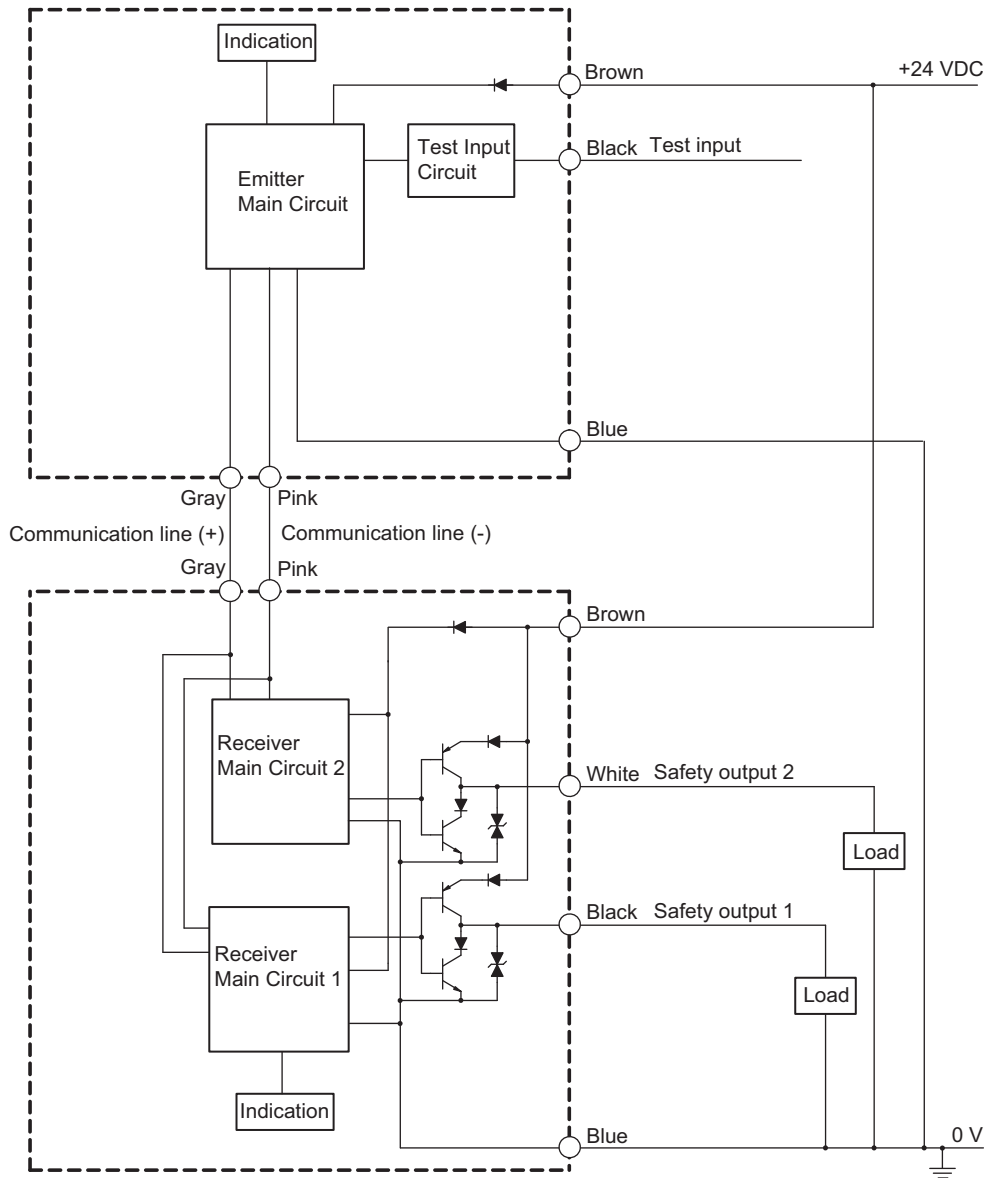 Indication
Brown
+24 VDC
Emitter
Main Circuit
Test Input
Circuit
Black Test input
Blue
Gray
Pink
Communication line (+)
Communication line (-)
Gray
Pink
Brown
Receiver
Main Circuit 2
White Safety output 2
Load
Black Safety output 1
Receiver
Main Circuit 1
Load
Indication
Blue
0 V